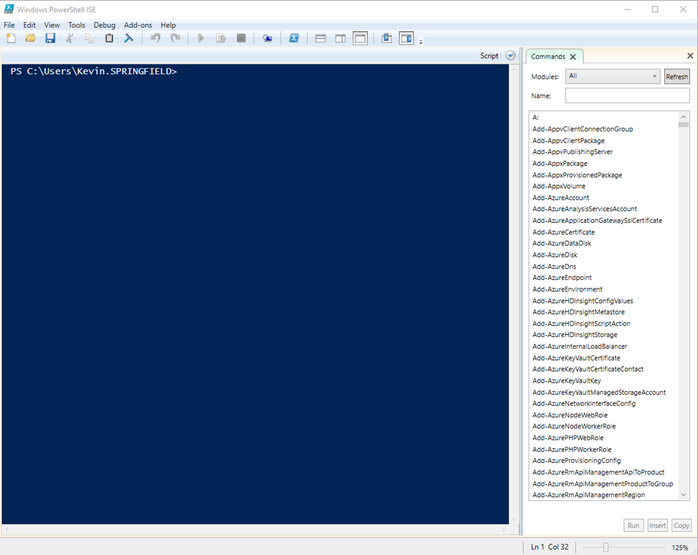 Windows PowerShell ISE
File Edit View Tools Debug Add-ons Help
Script
PS C:\Users\Kevin.SPRINGFIELD>
Commands
Modules: All Refresh
Name:
A:
Add-AppvClientConnectionGroup
Add-AppvClientPackage
Add-AppvPublishingServer
Add-AppxPackage
Add-AppxProvisionedPackage
Add-AppxVolume
Add-AzureAccount
Add-AzureAnalysisServicesAccount
Add-AzureApplicationGatewaySslCertificate
Add-AzureCertificate
Add-AzureDataDisk
Add-AzureDisk
Add-AzureDns
Add-AzureEndpoint
Add-AzureEnvironment
Add-AzureHDInsightConfigValues
Add-AzureHDInsightMetastore
Add-AzureHDInsightScriptAction
Add-AzureHDInsightStorage
Add-AzureInternalLoadBalancer
Add-AzureKeyVaultCertificate
Add-AzureKeyVaultCertificateContact
Add-AzureKeyVaultKey
Add-AzureKeyVaultManagedStorageAccount
Add-AzureNetworkInterfaceConfig
Add-AzureNodeWebRole
Add-AzureNodeWorkerRole
Add-AzurePHPWebRole
Add-AzurePHPWorkerRole
Add-AzureProvisioningConfig
Add-AzureRmApiManagementApiToProduct
Add-AzureRmApiManagementProductToGroup
Add-AzureRmApiManagementRegion
Run Insert Copy
Ln 1 Col 32 125%